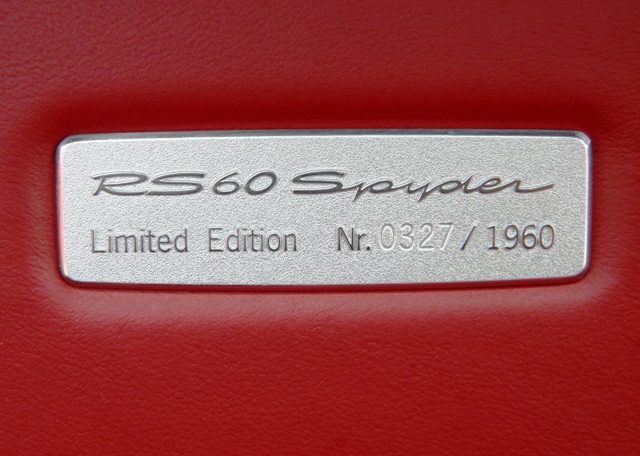 RS 60 Spyder
Limited Edition Nr. 0327 / 1960